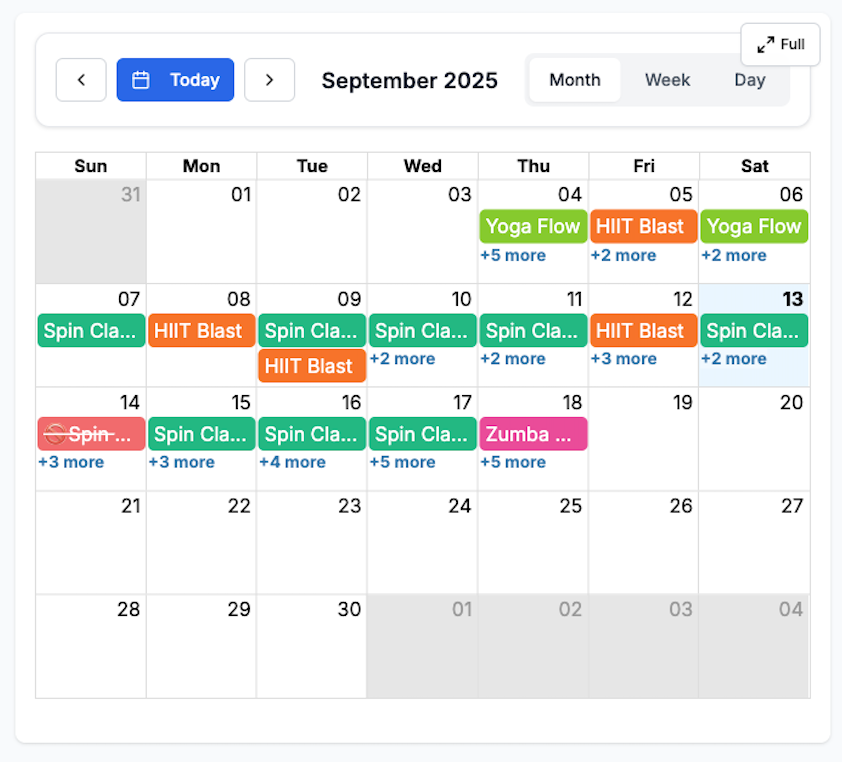 Full
Today September 2025 Month Week Day
Sun Mon Tue Wed Thu Fri Sat
31 01 02 03 04 05 06
Yoga Flow HIIT Blast Yoga Flow
+5 more +2 more +2 more
07 08 09 10 11 12 13
Spin Cla... HIIT Blast Spin Cla... Spin Cla... Spin Cla... HIIT Blast Spin Cla...
HIIT Blast +2 more +2 more +3 more +2 more
14 15 16 17 18 19 20
🚫Spin ... Spin Cla... Spin Cla... Spin Cla... Zumba ...
+3 more +3 more +4 more +5 more +5 more
21 22 23 24 25 26 27
28 29 30 01 02 03 04